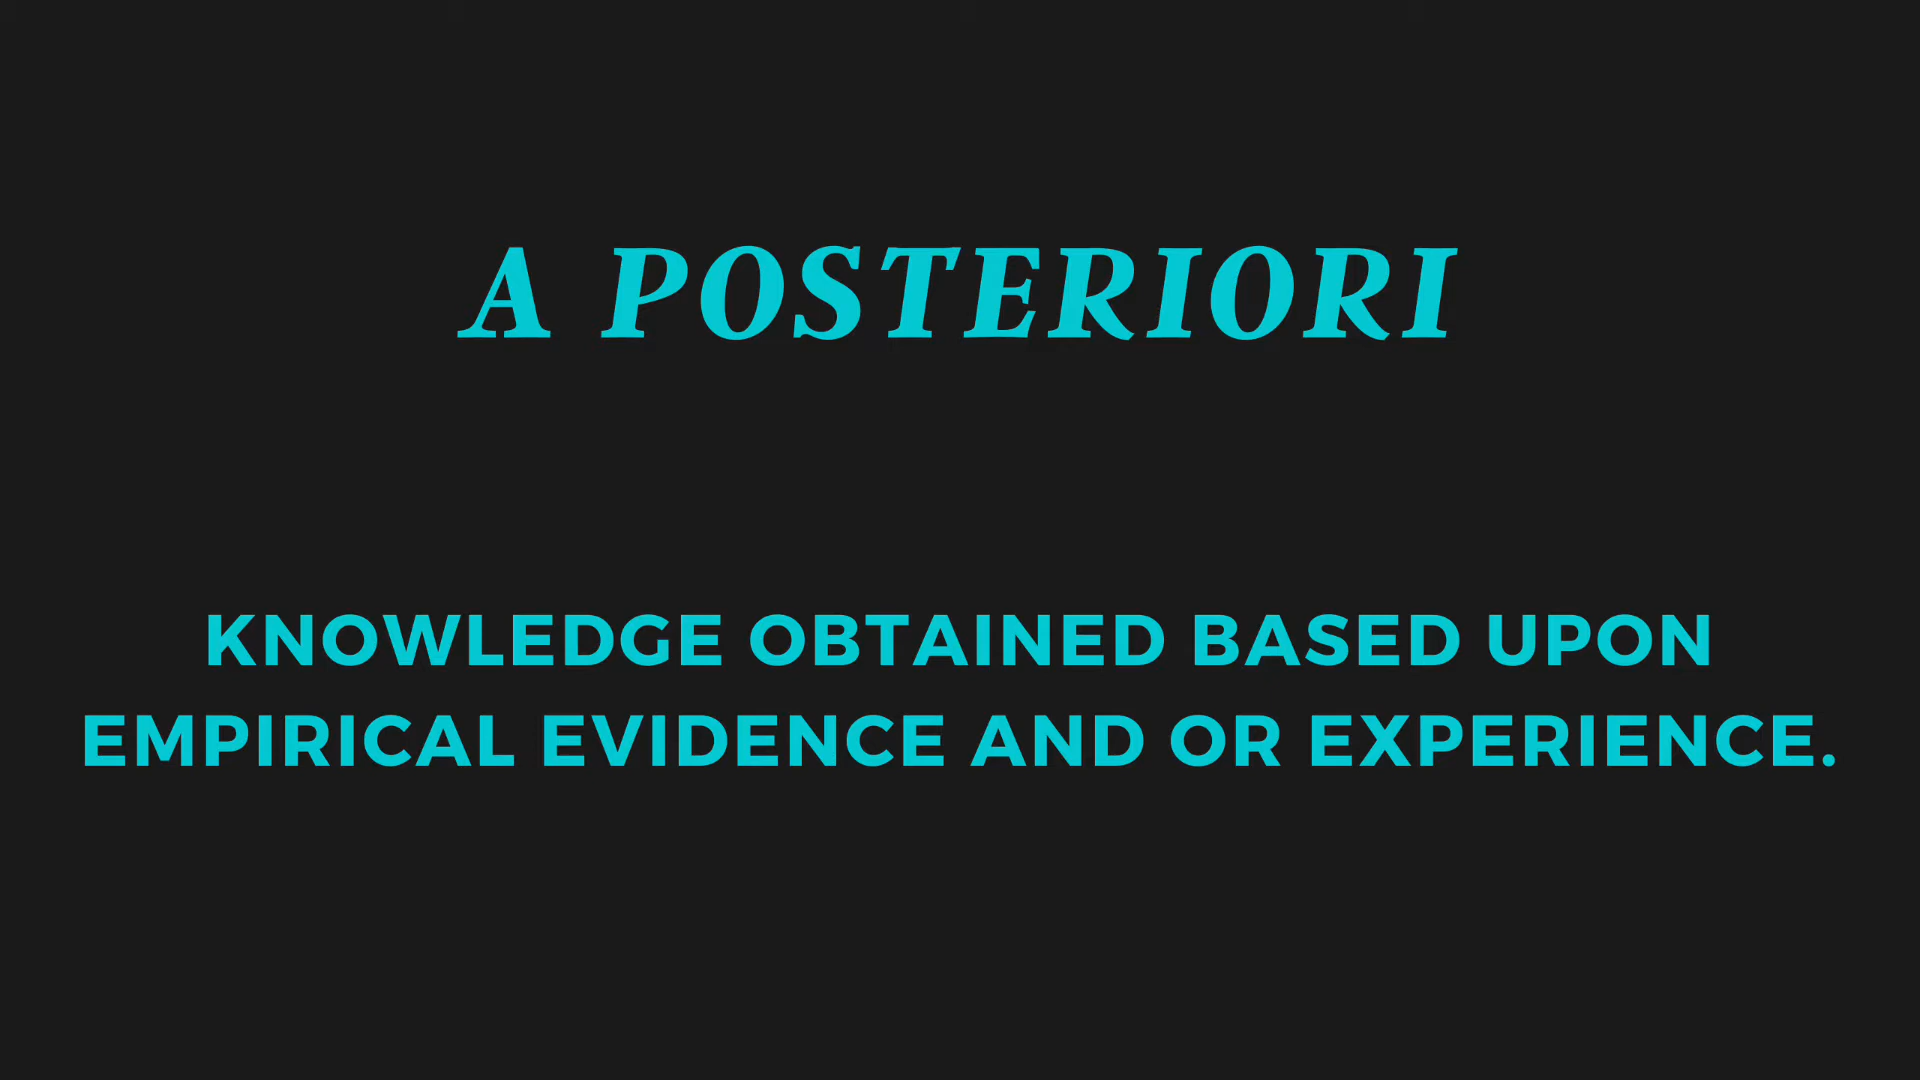 A POSTERIORI
KNOWLEDGE OBTAINED BASED UPON
EMPIRICAL EVIDENCE AND OR EXPERIENCE.